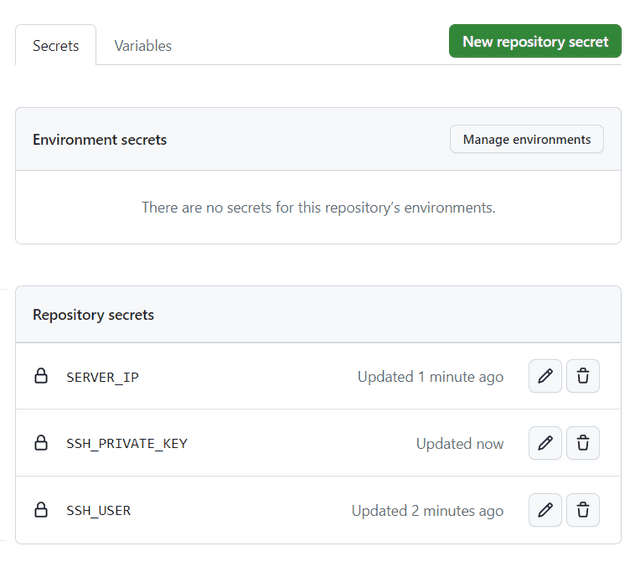 Secrets
Variables
New repository secret
Environment secrets
Manage environments
There are no secrets for this repository’s environments.
Repository secrets
SERVER_IP
Updated 1 minute ago
SSH_PRIVATE_KEY
Updated now
SSH_USER
Updated 2 minutes ago